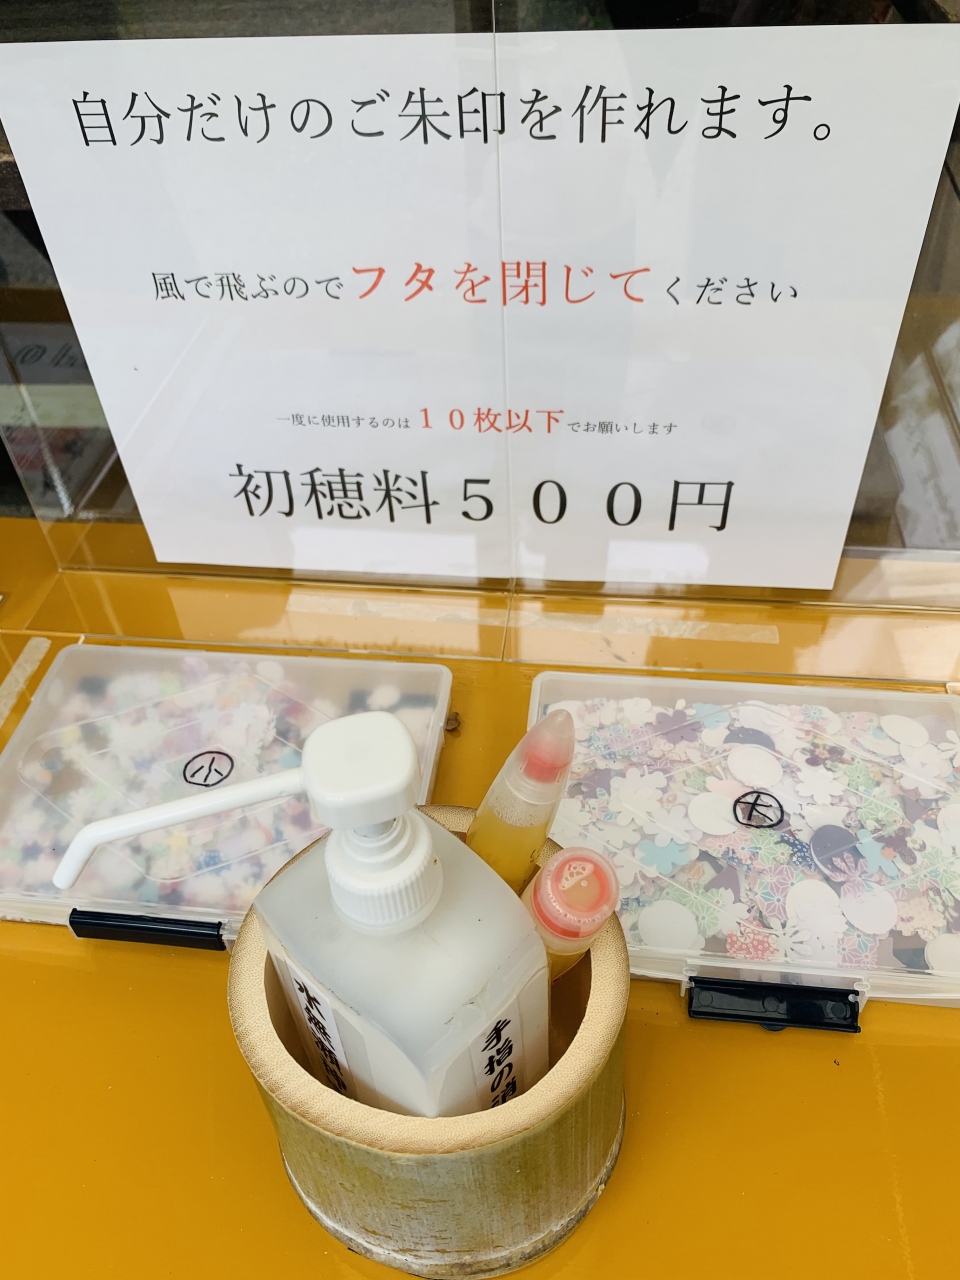 自分だけのご朱印を作れます。
風で飛ぶのでフタを閉じてください
一度に使用するのは１０枚以下でお願いします
初穂料５００円
小
大
手指の消